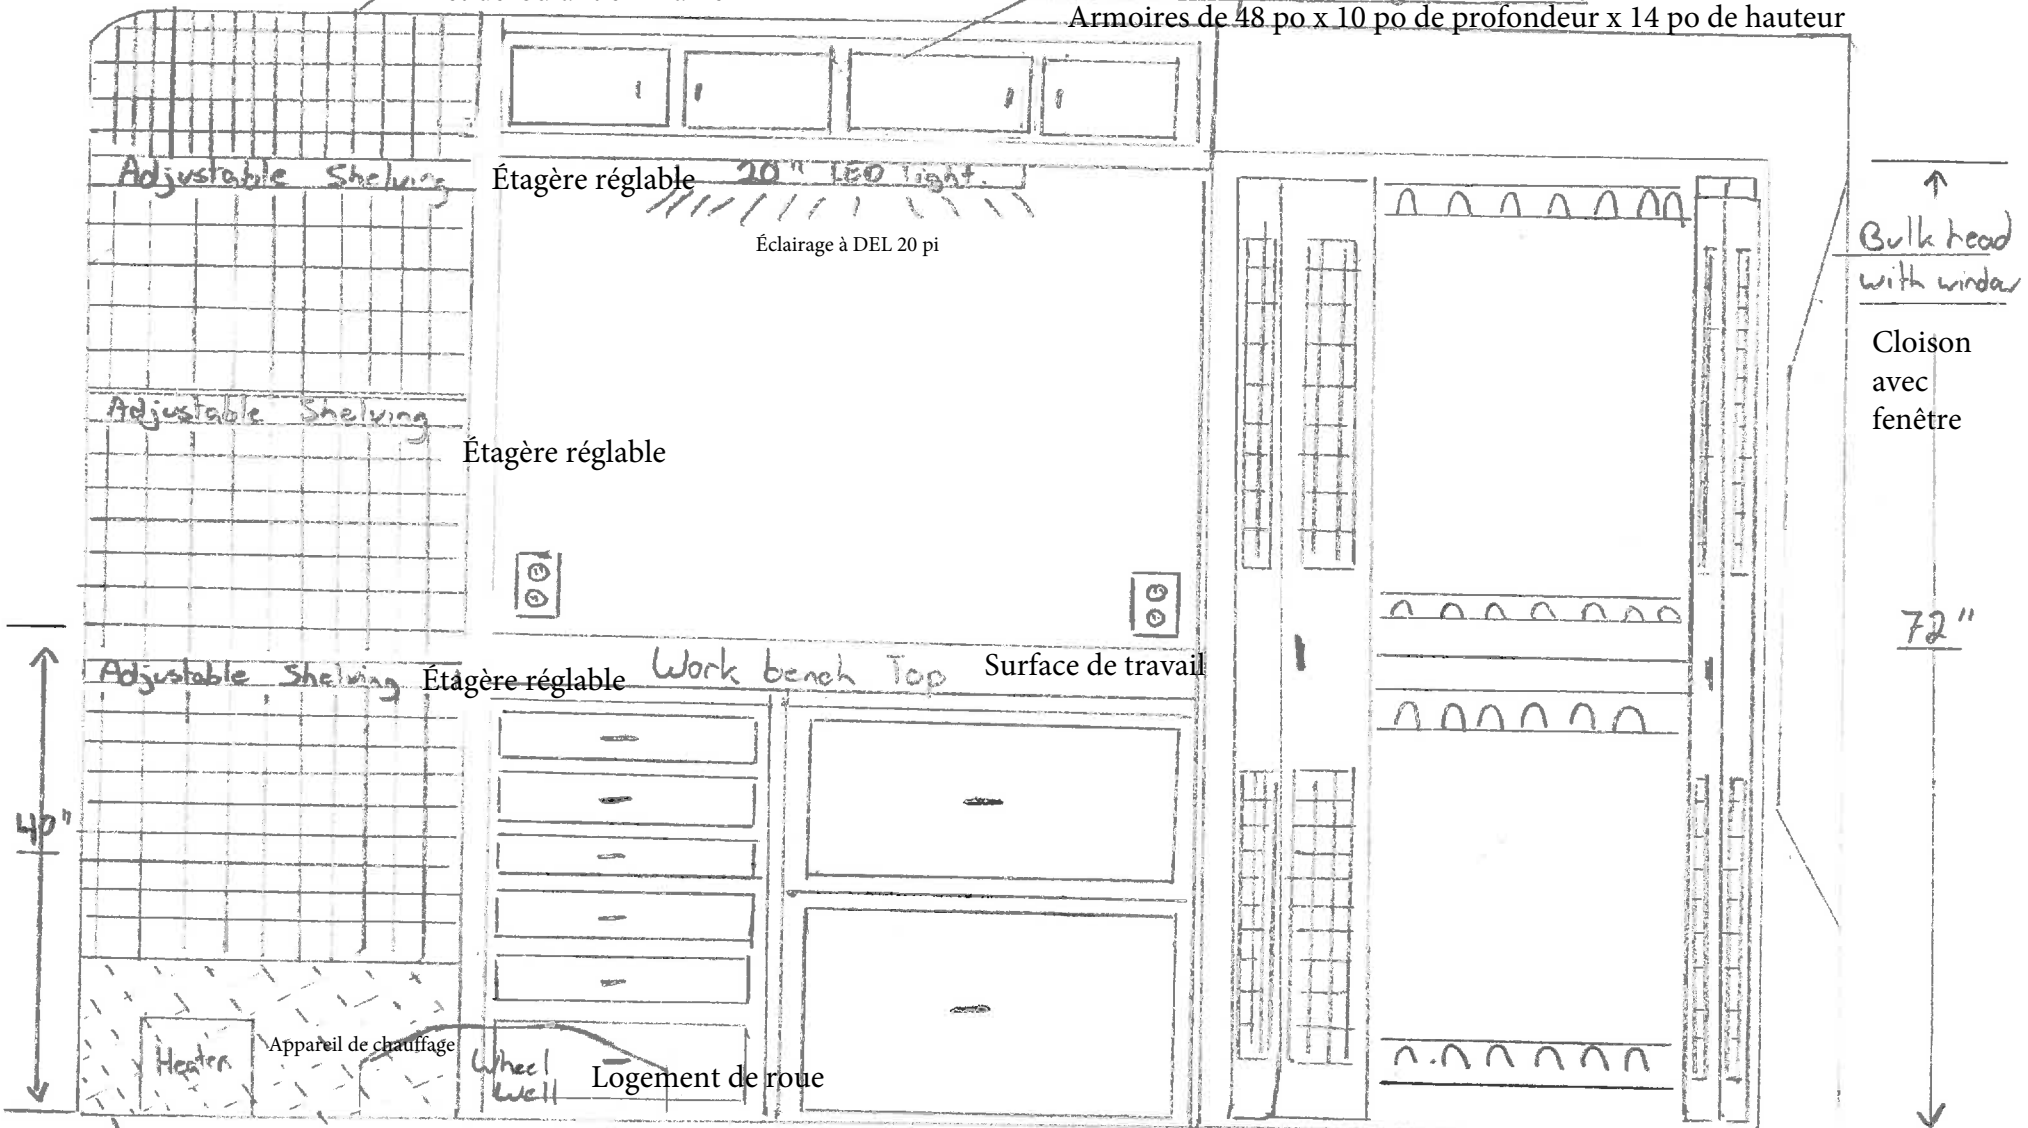 Armoires de 48 po x 10 po de profondeur x 14 po de hauteur
Adjustable Shelving
Étagère réglable
20" LED light.
Éclairage à DEL 20 pi
Bulk head
with window
Cloison
avec
fenêtre
Adjustable Shelving
Étagère réglable
72"
Adjustable Shelving
Étagère réglable
Work bench Top
Surface de travail
40"
Heater
Appareil de chauffage
Wheel
Well
Logement de roue